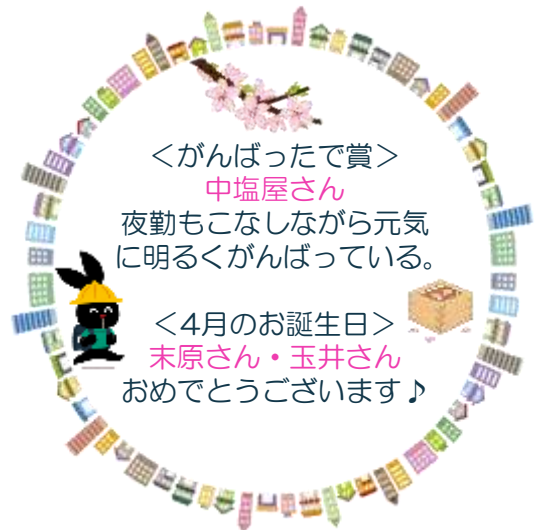 ＜がんばったで賞＞
中塩屋さん
夜勤もこなしながら元気
に明るくがんばっている。
＜4月のお誕生日＞
末原さん・玉井さん
おめでとうございます♪